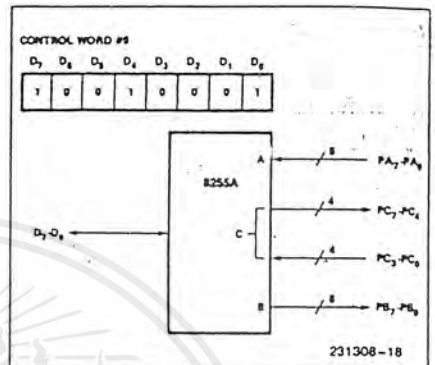 CONTROL WORD #9
D₇ D₆ D₅ D₄ D₃ D₂ D₁ D₀
1 0 0 1 0 0 0 1
8255A
A
8
PA₇-PA₀
4
PC₇-PC₄
C
D₇-D₀
4
PC₃-PC₀
B
8
PB₇-PB₀
231308-18